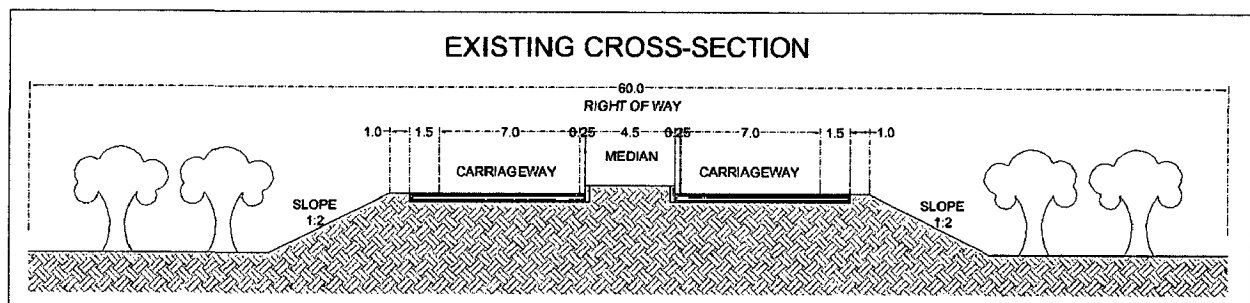 EXISTING CROSS-SECTION
60.0
RIGHT OF WAY
1.0 1.5 7.0 0.25 4.5 0.25 7.0 1.5 1.0
MEDIAN
CARRIAGEWAY CARRIAGEWAY
SLOPE SLOPE
1:2 1:2